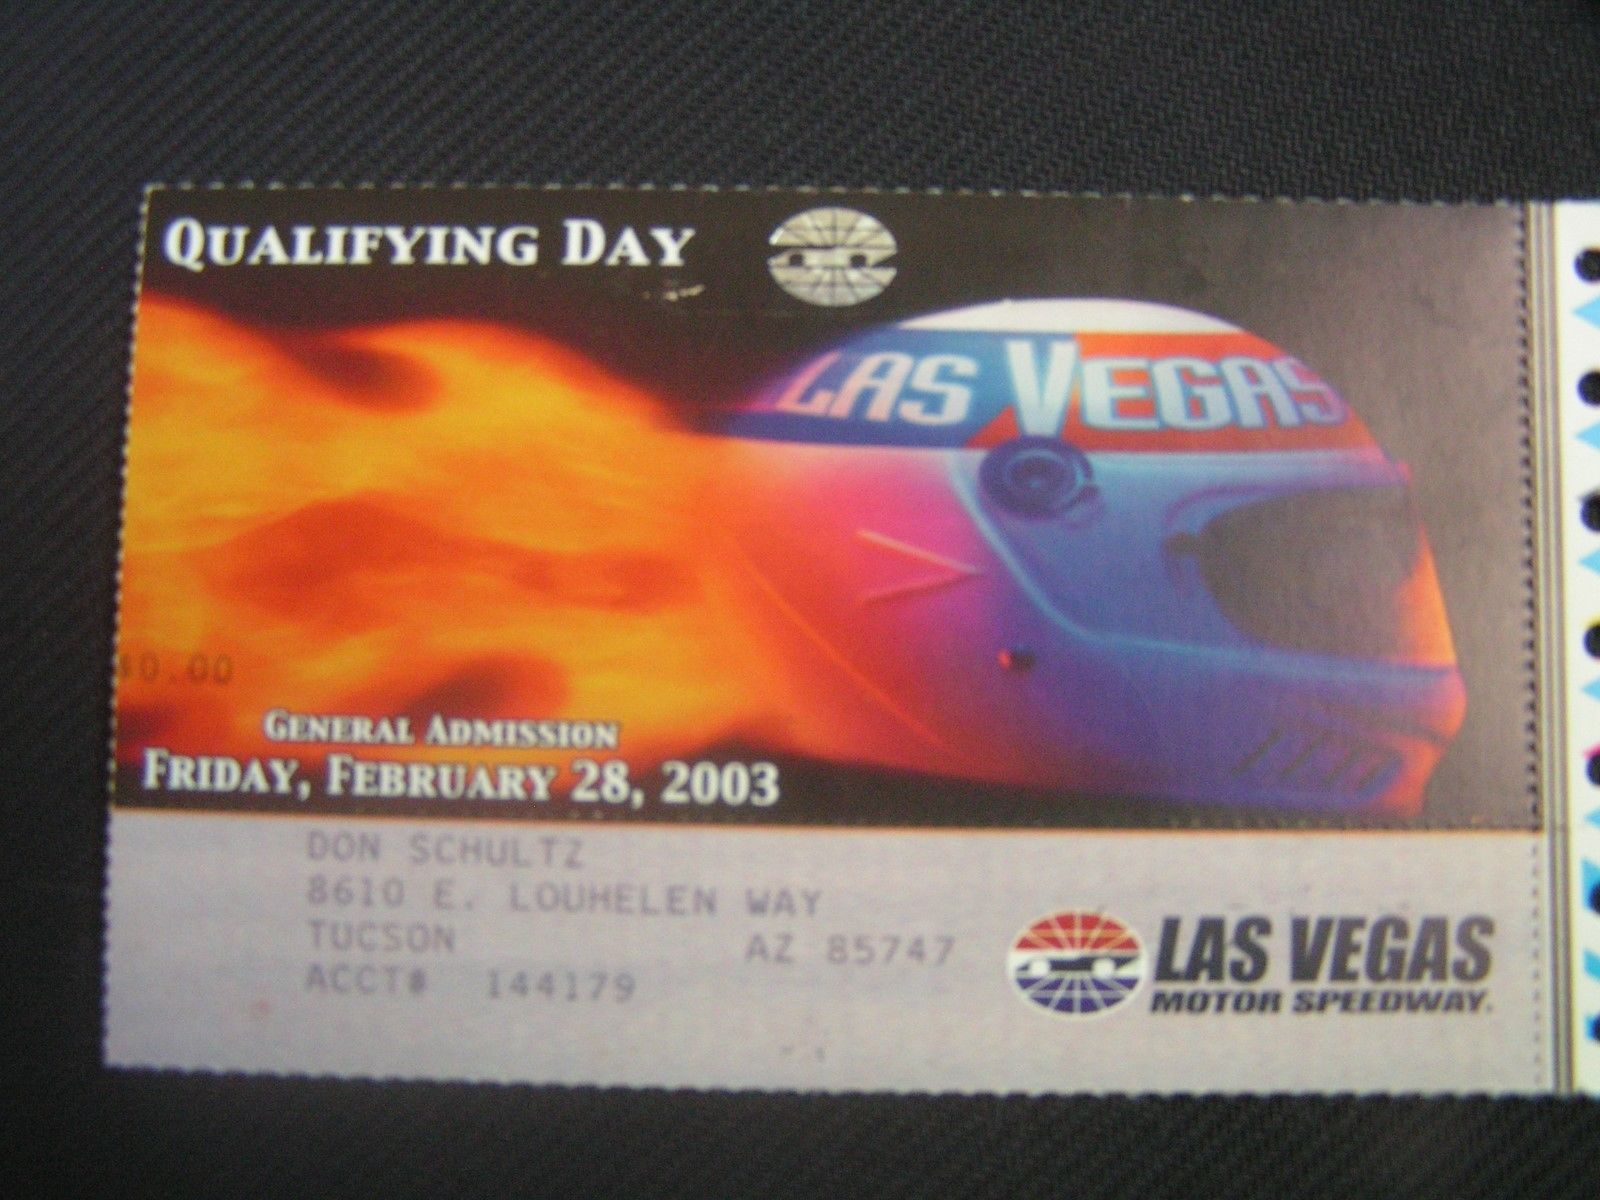 QUALIFYING DAY
LAS VEGAS
40.00
GENERAL ADMISSION
FRIDAY, FEBRUARY 28, 2003
DON SCHULTZ
8610 E. LOUHELEN WAY
TUCSON AZ 85747
ACCT# 144179
LAS VEGAS
MOTOR SPEEDWAY.